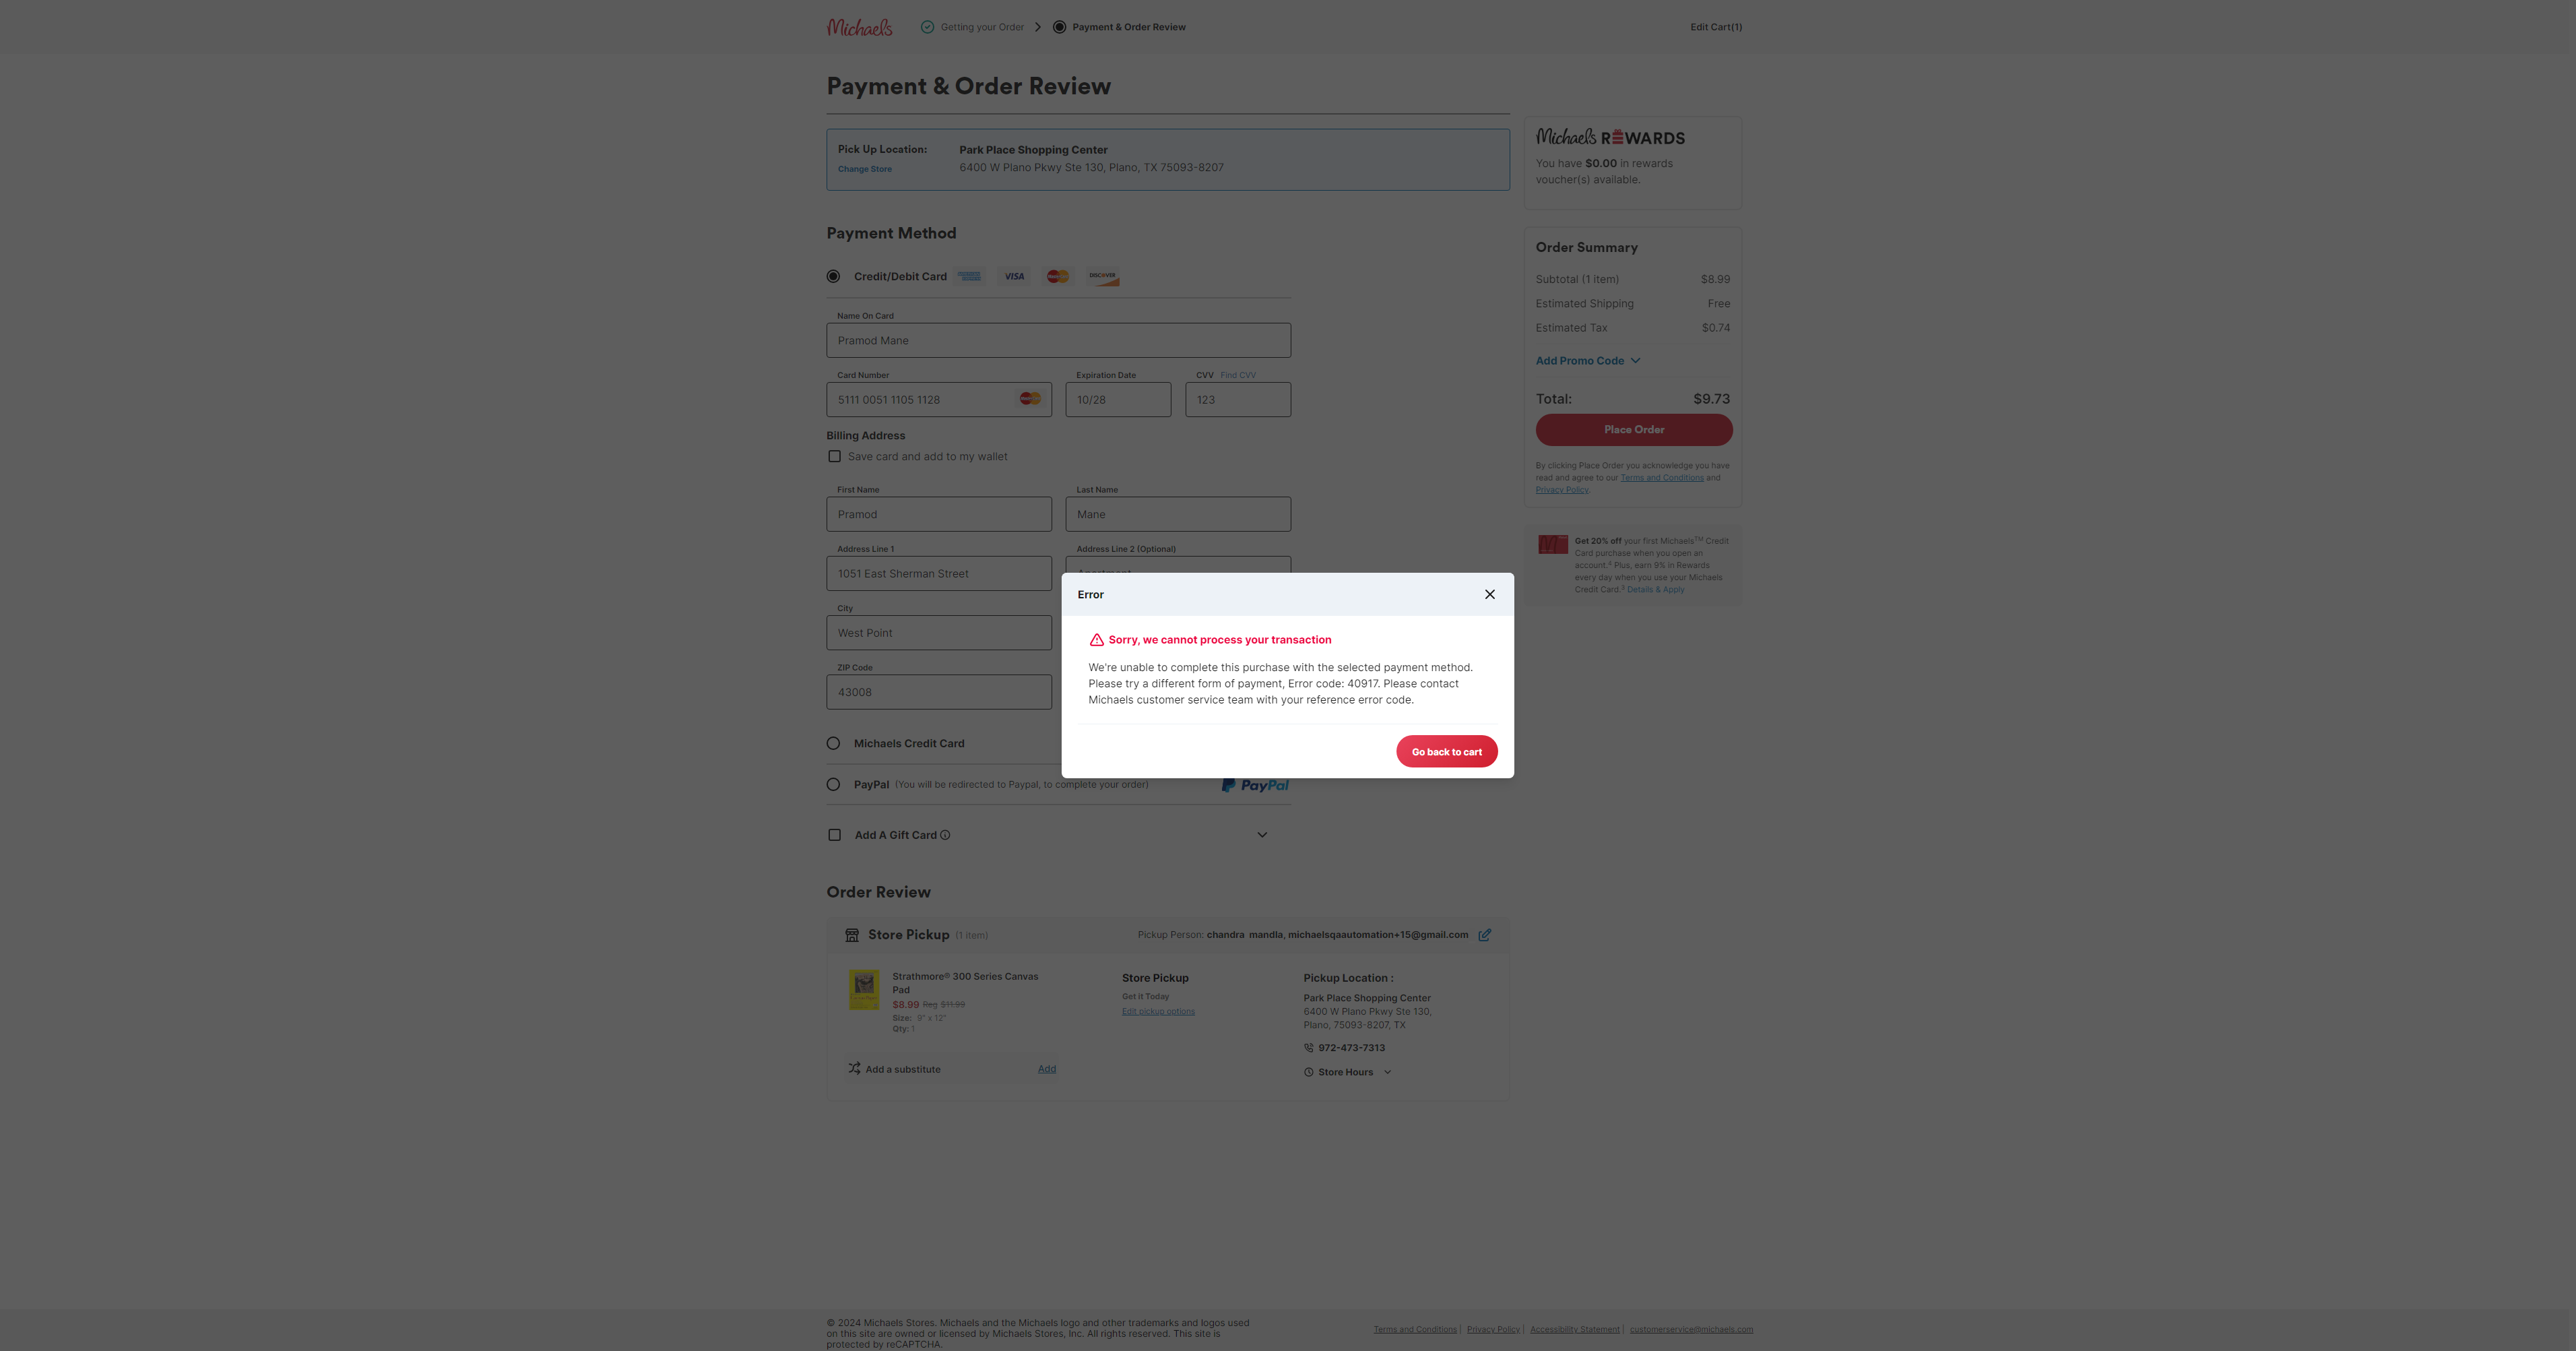 Michaels
Getting your Order
Payment & Order Review
Edit Cart(1)
Payment & Order Review
Pick Up Location:
Change Store
Park Place Shopping Center
6400 W Plano Pkwy Ste 130, Plano, TX 75093-8207
Michaels REWARDS
You have $0.00 in rewards
voucher(s) available.
Payment Method
Credit/Debit Card
VISA
DISCOVER
Name On Card
Pramod Mane
Card Number
5111 0051 1105 1128
Expiration Date
10/28
CVV Find CVV
123
Billing Address
Save card and add to my wallet
First Name
Pramod
Last Name
Mane
Address Line 1
1051 East Sherman Street
Address Line 2 (Optional)
City
West Point
ZIP Code
43008
Michaels Credit Card
PayPal (You will be redirected to Paypal, to complete your order)
PayPal
Add A Gift Card
Order Summary
Subtotal (1 item) $8.99
Estimated Shipping Free
Estimated Tax $0.74
Add Promo Code
Total: $9.73
Place Order
By clicking Place Order you acknowledge you have
read and agree to our Terms and Conditions and
Privacy Policy.
Get 20% off your first Michaels™ Credit
Card purchase when you open an
account.² Plus, earn 9% in Rewards
every day when you use your Michaels
Credit Card.³ Details & Apply
Error
Sorry, we cannot process your transaction
We're unable to complete this purchase with the selected payment method.
Please try a different form of payment, Error code: 40917. Please contact
Michaels customer service team with your reference error code.
Go back to cart
Order Review
Store Pickup (1 item)
Pickup Person: chandra mandla, michaelsqaautomation+15@gmail.com
Strathmore® 300 Series Canvas
Pad
$8.99 Reg $11.99
Size: 9" x 12"
Qty: 1
Add a substitute Add
Store Pickup
Get it Today
Edit pickup options
Pickup Location :
Park Place Shopping Center
6400 W Plano Pkwy Ste 130,
Plano, 75093-8207, TX
972-473-7313
Store Hours
© 2024 Michaels Stores. Michaels and the Michaels logo and other trademarks and logos used
on this site are owned or licensed by Michaels Stores, Inc. All rights reserved. This site is
protected by reCAPTCHA.
Terms and Conditions | Privacy Policy | Accessibility Statement | customerservice@michaels.com